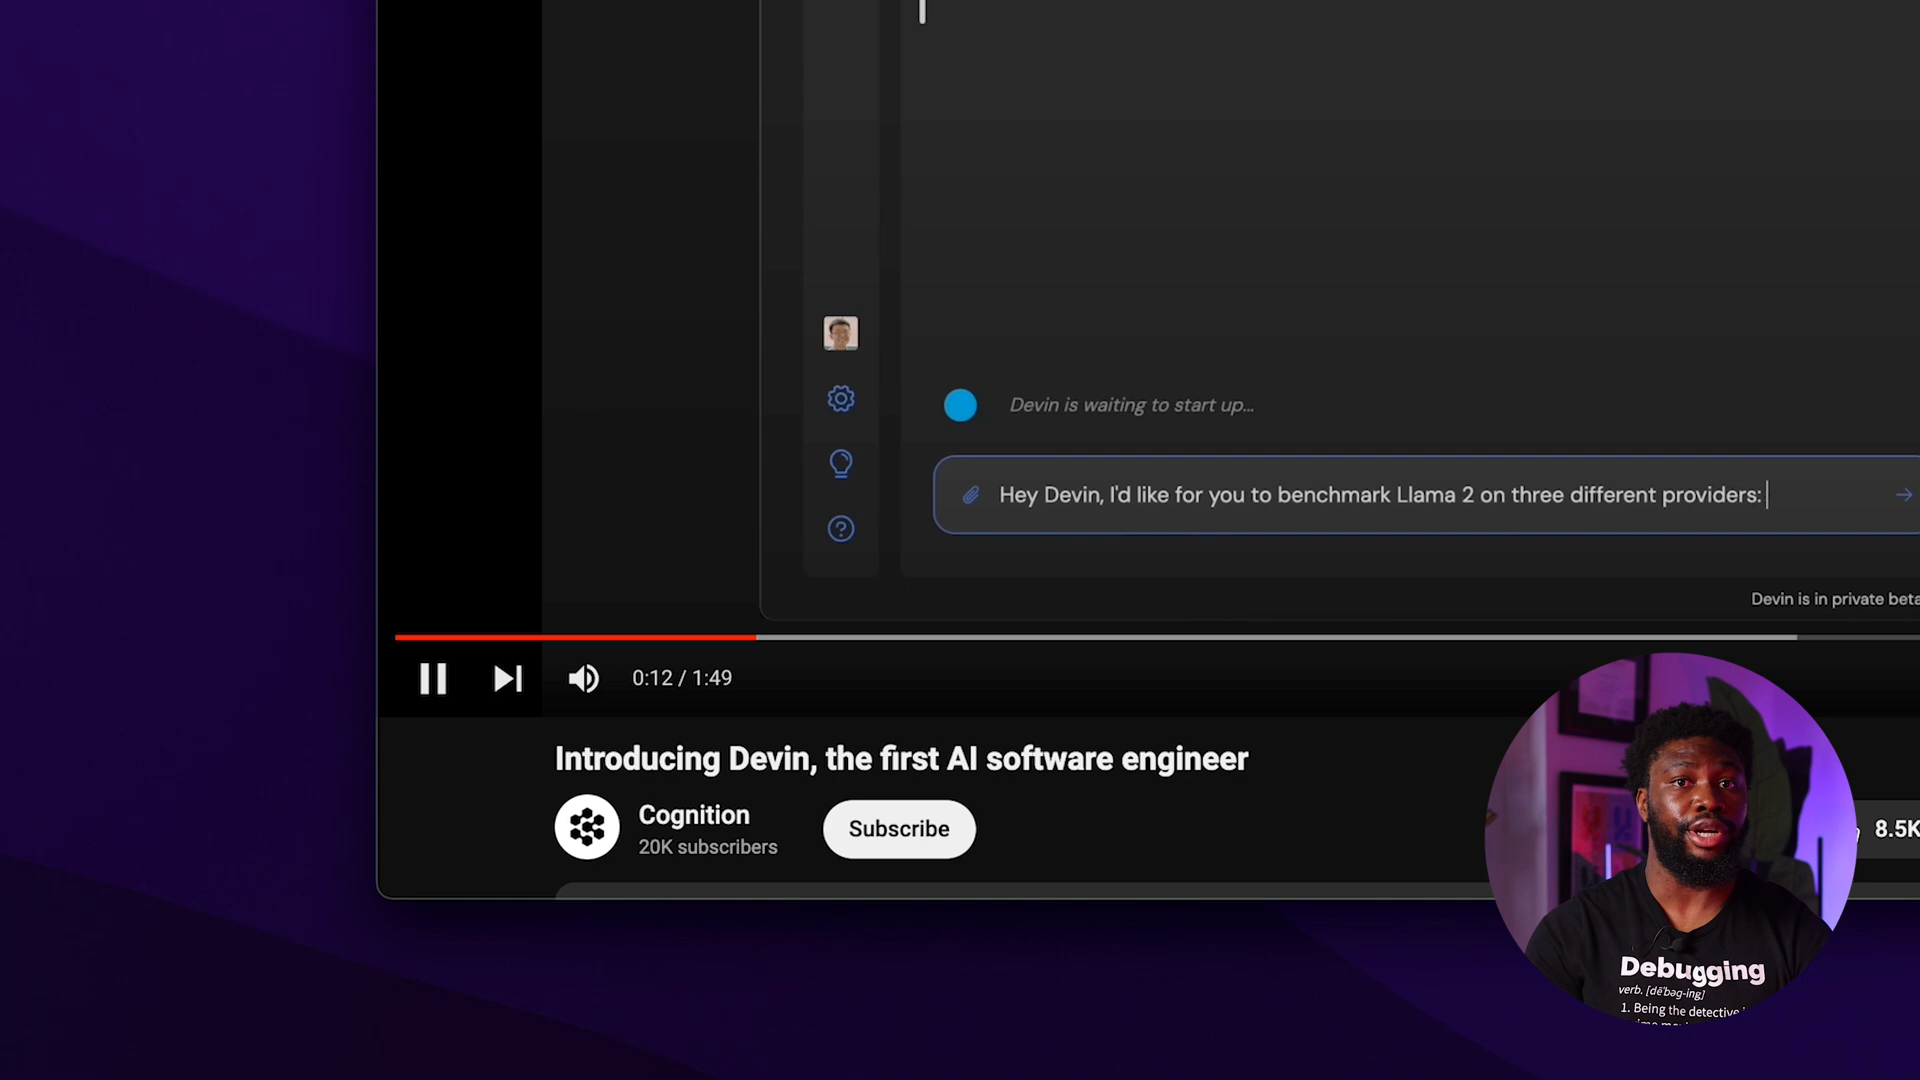 Devin is waiting to start up...
Hey Devin, I'd like for you to benchmark Llama 2 on three different providers:
Devin is in private beta
0:12 / 1:49
Introducing Devin, the first AI software engineer
Cognition
20K subscribers
Subscribe
8.5K
Debugging
verb. [dē'bəg-ing]
1. Being the detective